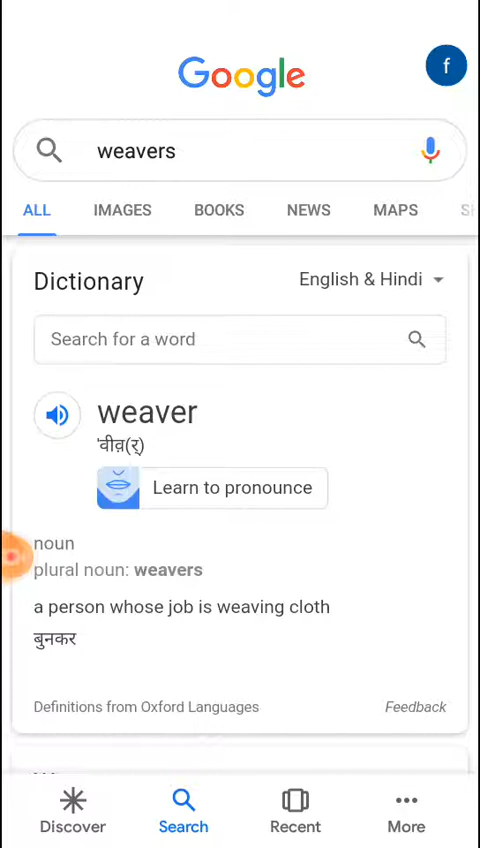 Google
f
weavers
ALL IMAGES BOOKS NEWS MAPS
Dictionary English & Hindi
Search for a word
weaver
'वीव़(र्)
Learn to pronounce
noun
plural noun: weavers
a person whose job is weaving cloth
बुनकर
Definitions from Oxford Languages Feedback
Discover Search Recent More